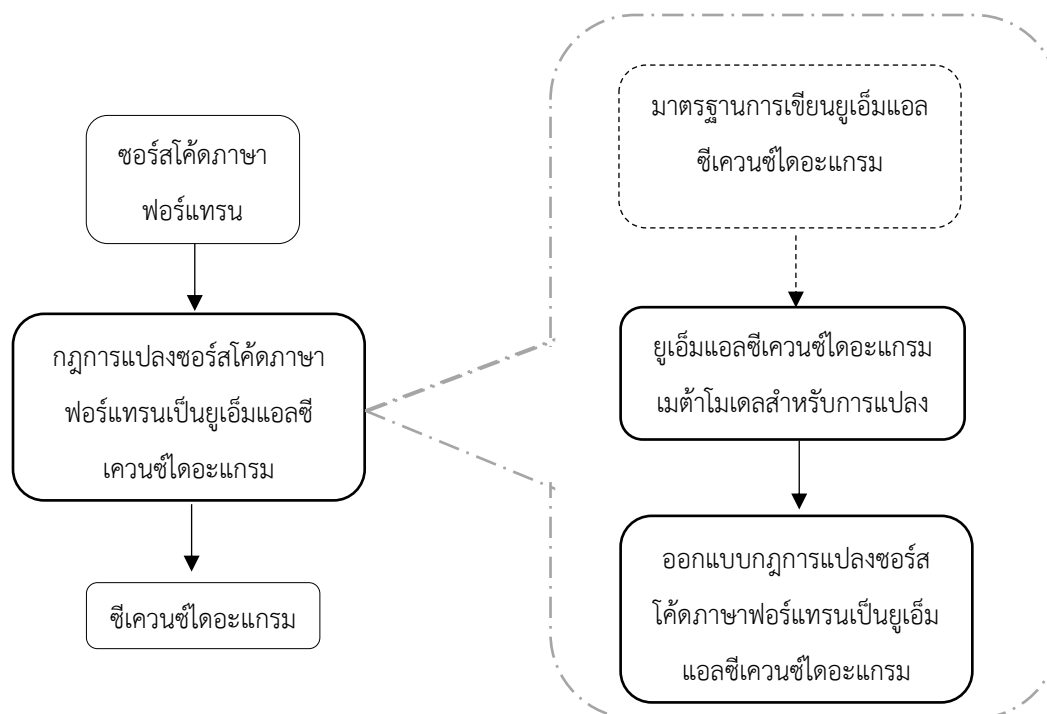 ซอร์สโค้ดภาษา
ฟอร์แทรน
กฎการแปลงซอร์สโค้ดภาษา
ฟอร์แทรนเป็นยูเอ็มแอลซี
เควนซ์ไดอะแกรม
ซีเควนซ์ไดอะแกรม
มาตรฐานการเขียนยูเอ็มแอล
ซีเควนซ์ไดอะแกรม
ยูเอ็มแอลซีเควนซ์ไดอะแกรม
เมต้าโมเดลสำหรับการแปลง
ออกแบบกฎการแปลงซอร์ส
โค้ดภาษาฟอร์แทรนเป็นยูเอ็ม
แอลซีเควนซ์ไดอะแกรม